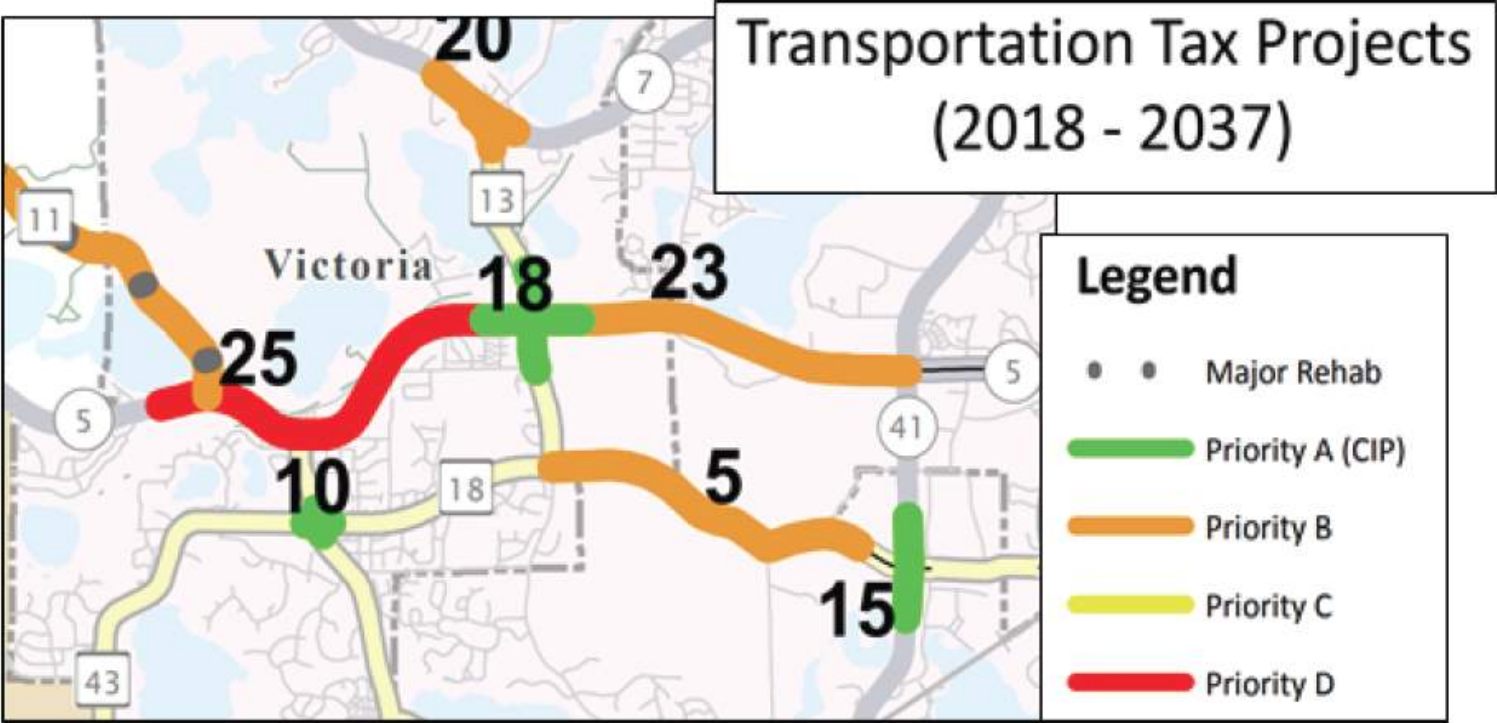 Transportation Tax Projects
(2018 - 2037)
20
7
13
11
Victoria
18
23
25
5
5
41
10
18
5
15
43
Legend
Major Rehab
Priority A (CIP)
Priority B
Priority C
Priority D